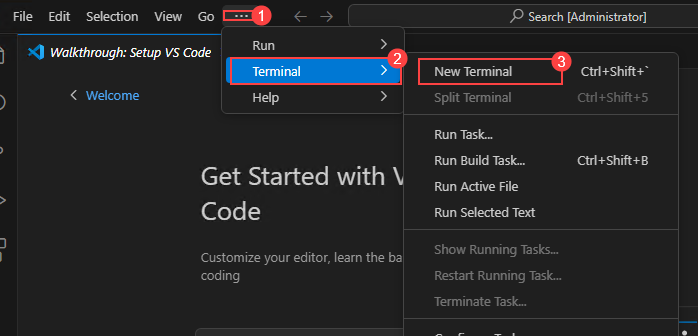 File Edit Selection View Go ... 1 Search [Administrator]
Walkthrough: Setup VS Code
Run
2
Terminal
Help
Welcome
3
New Terminal Ctrl+Shift+`
Split Terminal Ctrl+Shift+5
Run Task...
Run Build Task... Ctrl+Shift+B
Run Active File
Run Selected Text
Show Running Tasks...
Restart Running Task...
Terminate Task...
Get Started with V
Code
Customize your editor, learn the ba
coding